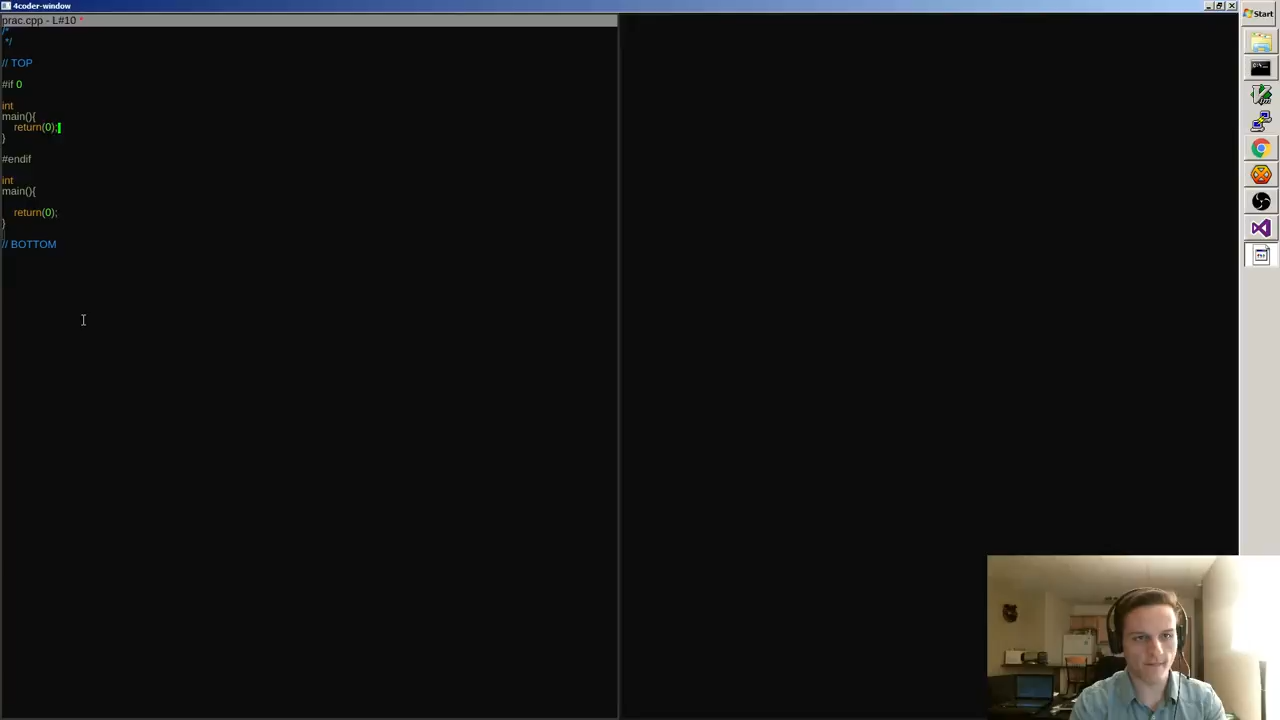 4coder-window
prac.cpp - L#10 *
/*
*/
// TOP
#if 0
int
main(){
return(0);
}
#endif
int
main(){
return(0);
}
// BOTTOM
Start